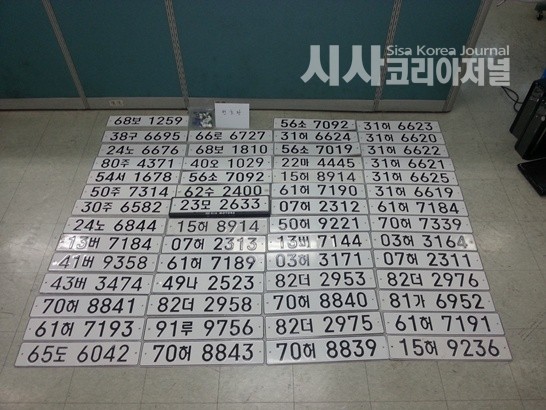 Sisa Korea Journal
시사코리아저널
68보 1259
56소 7092 31허 6623
38구 6695 66로 6727 31허 6624 31허 6620
24노 6676 68보 1810 56소 7019 31허 6622
80주 4371 40오 1029 22마 4445 31허 6621
54서 1678 56소 7092 15허 8914 31허 6625
50주 7314 62수 2400 61허 7190 31허 6619
30주 6582 23모 2633 07허 2312 61허 7184
24노 6844 15허 8914 50허 9221 70허 7339
13버 7184 07허 2313 13버 7144 03허 3164
41버 9358 61허 7189 03허 3171 07허 2311
43버 3474 49나 2523 82더 2953 82더 2976
70허 8841 82더 2958 70허 8840 81가 6952
61허 7193 91루 9756 82더 2975 61허 7191
65도 6042 70허 8843 70허 8839 15허 9236